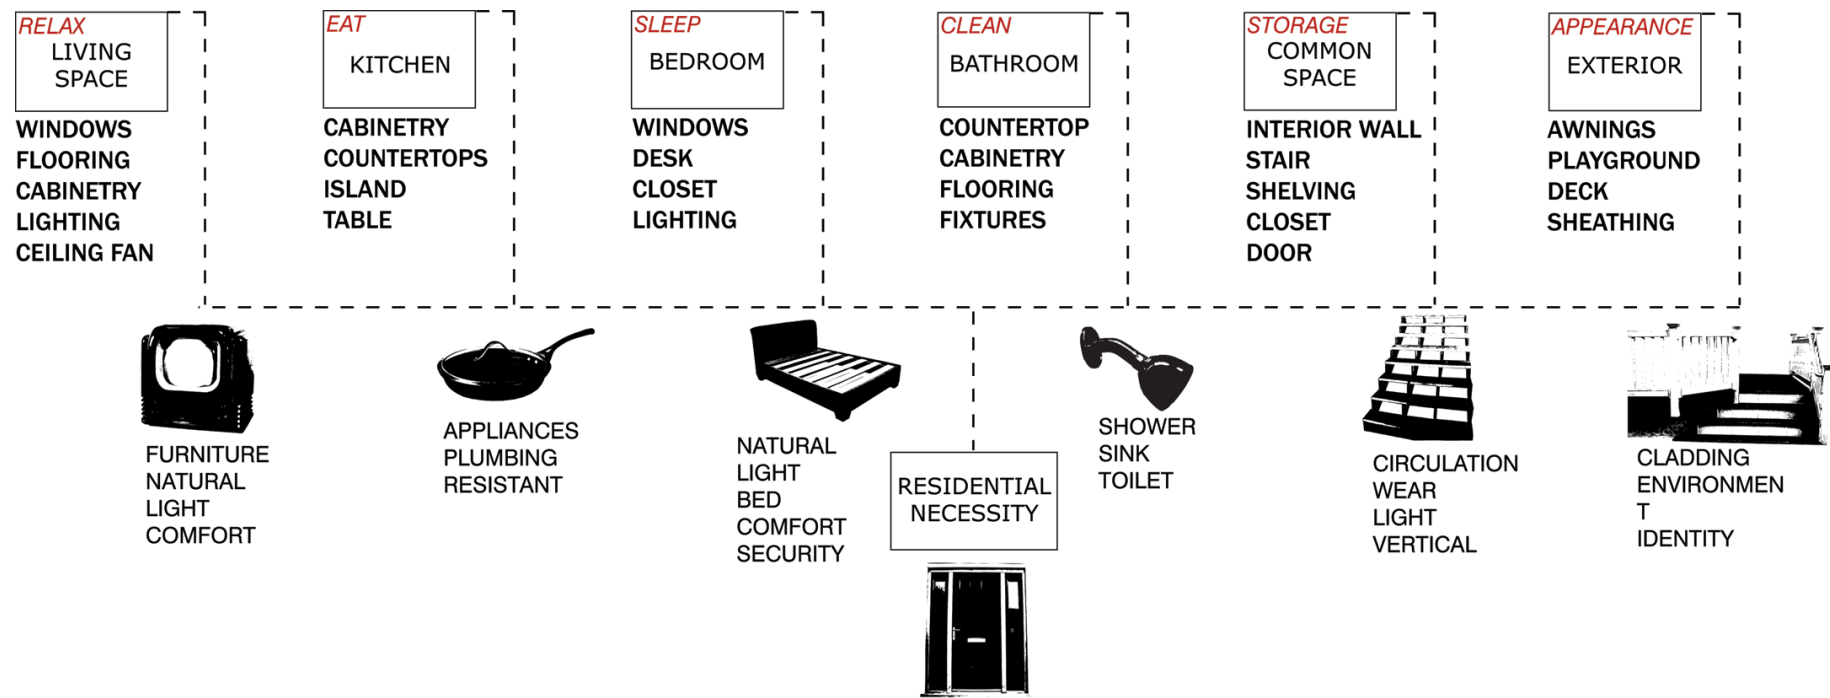 RELAX
LIVING
SPACE
WINDOWS
FLOORING
CABINETRY
LIGHTING
CEILING FAN
EAT
KITCHEN
CABINETRY
COUNTERTOPS
ISLAND
TABLE
SLEEP
BEDROOM
WINDOWS
DESK
CLOSET
LIGHTING
CLEAN
BATHROOM
COUNTERTOP
CABINETRY
FLOORING
FIXTURES
STORAGE
COMMON
SPACE
INTERIOR WALL
STAIR
SHELVING
CLOSET
DOOR
APPEARANCE
EXTERIOR
AWNINGS
PLAYGROUND
DECK
SHEATHING
FURNITURE
NATURAL
LIGHT
COMFORT
APPLIANCES
PLUMBING
RESISTANT
NATURAL
LIGHT
BED
COMFORT
SECURITY
RESIDENTIAL
NECESSITY
SHOWER
SINK
TOILET
CIRCULATION
WEAR
LIGHT
VERTICAL
CLADDING
ENVIRONMEN
T
IDENTITY